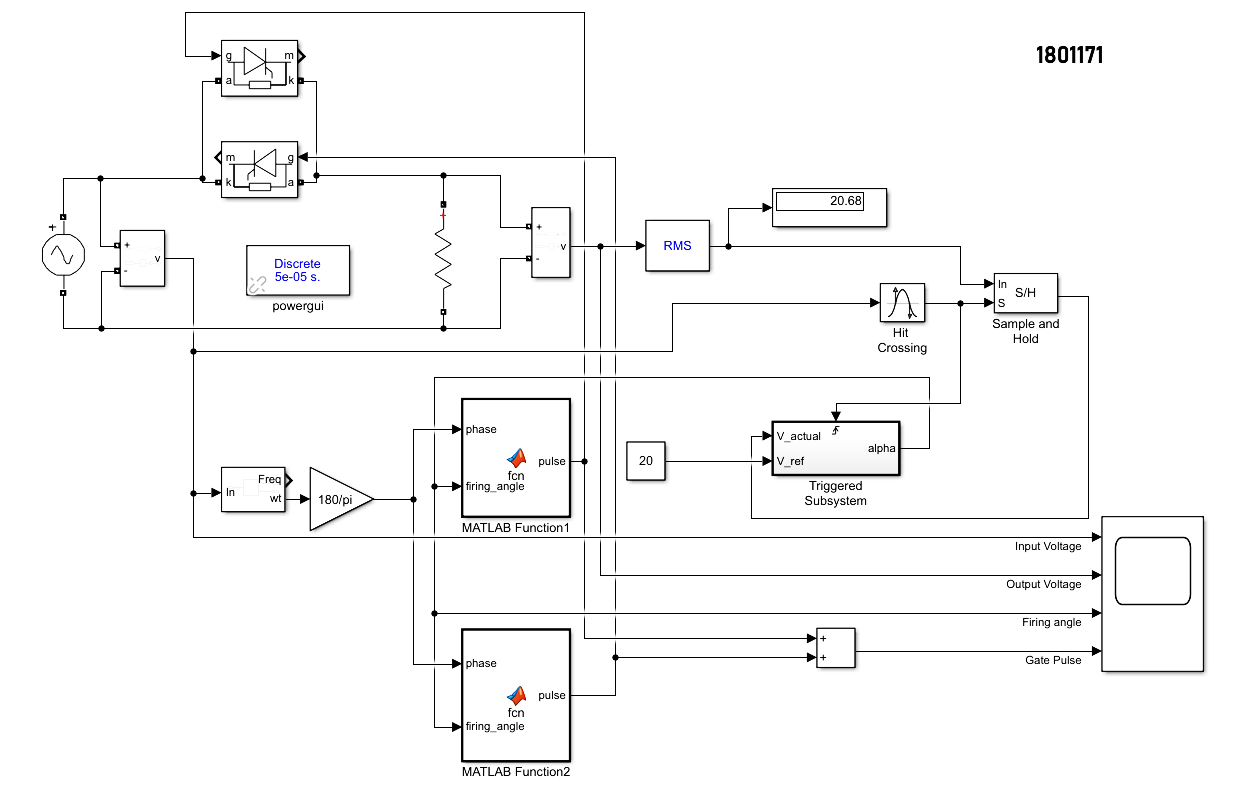 1801171
g
m
a
k
m
g
k
a
+
+
-
v
Discrete
5e-05 s.
powergui
+
+
-
v
RMS
20.68
In
S
S/H
Sample and
Hold
Hit
Crossing
phase
firing_angle
fcn
pulse
MATLAB Function1
20
V_actual
V_ref
alpha
Triggered
Subsystem
In
Freq
wt
180/pi
Input Voltage
Output Voltage
Firing angle
Gate Pulse
+
+
phase
firing_angle
fcn
pulse
MATLAB Function2